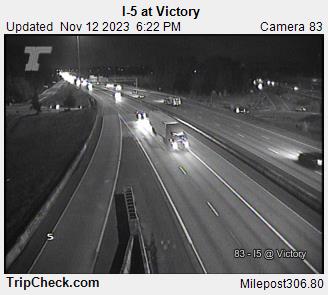 I-5 at Victory
Updated Nov 12 2023 6:22 PM Camera 83
T
S
83 - I5 @ Victory
TripCheck.com Milepost306.80